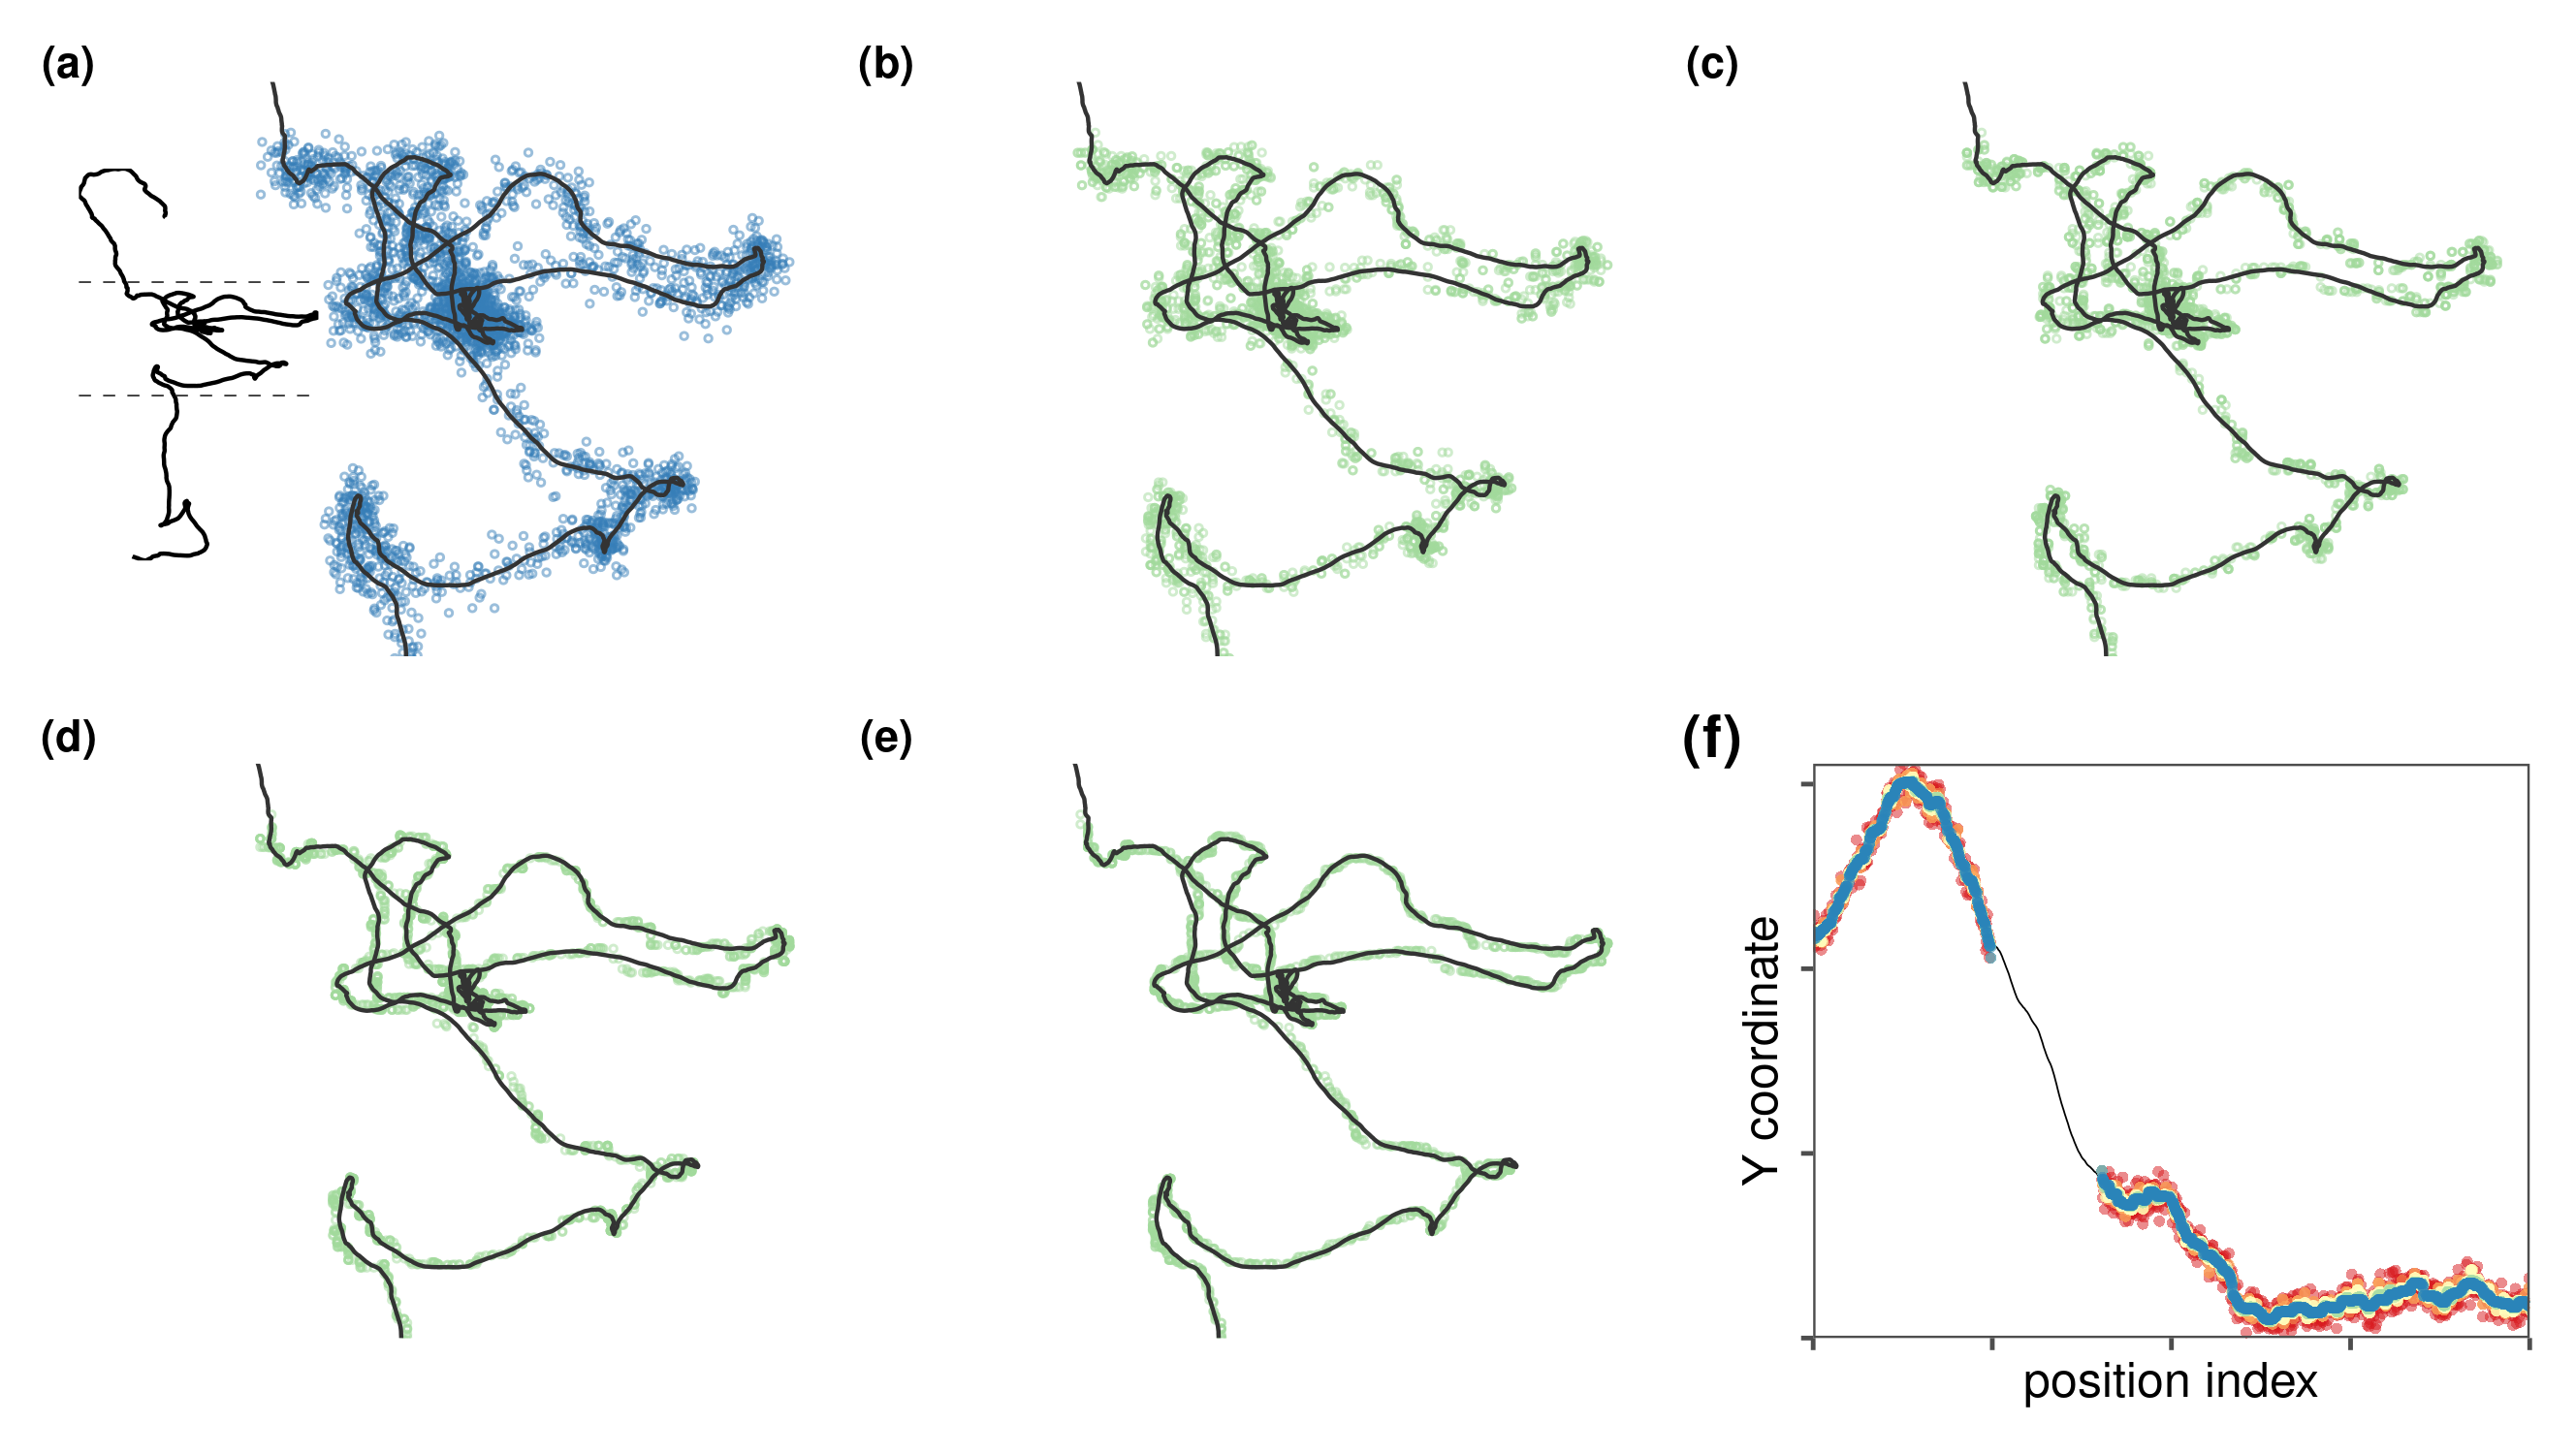 (a)
(b)
(c)
(d)
(e)
(f)
Y coordinate
position index